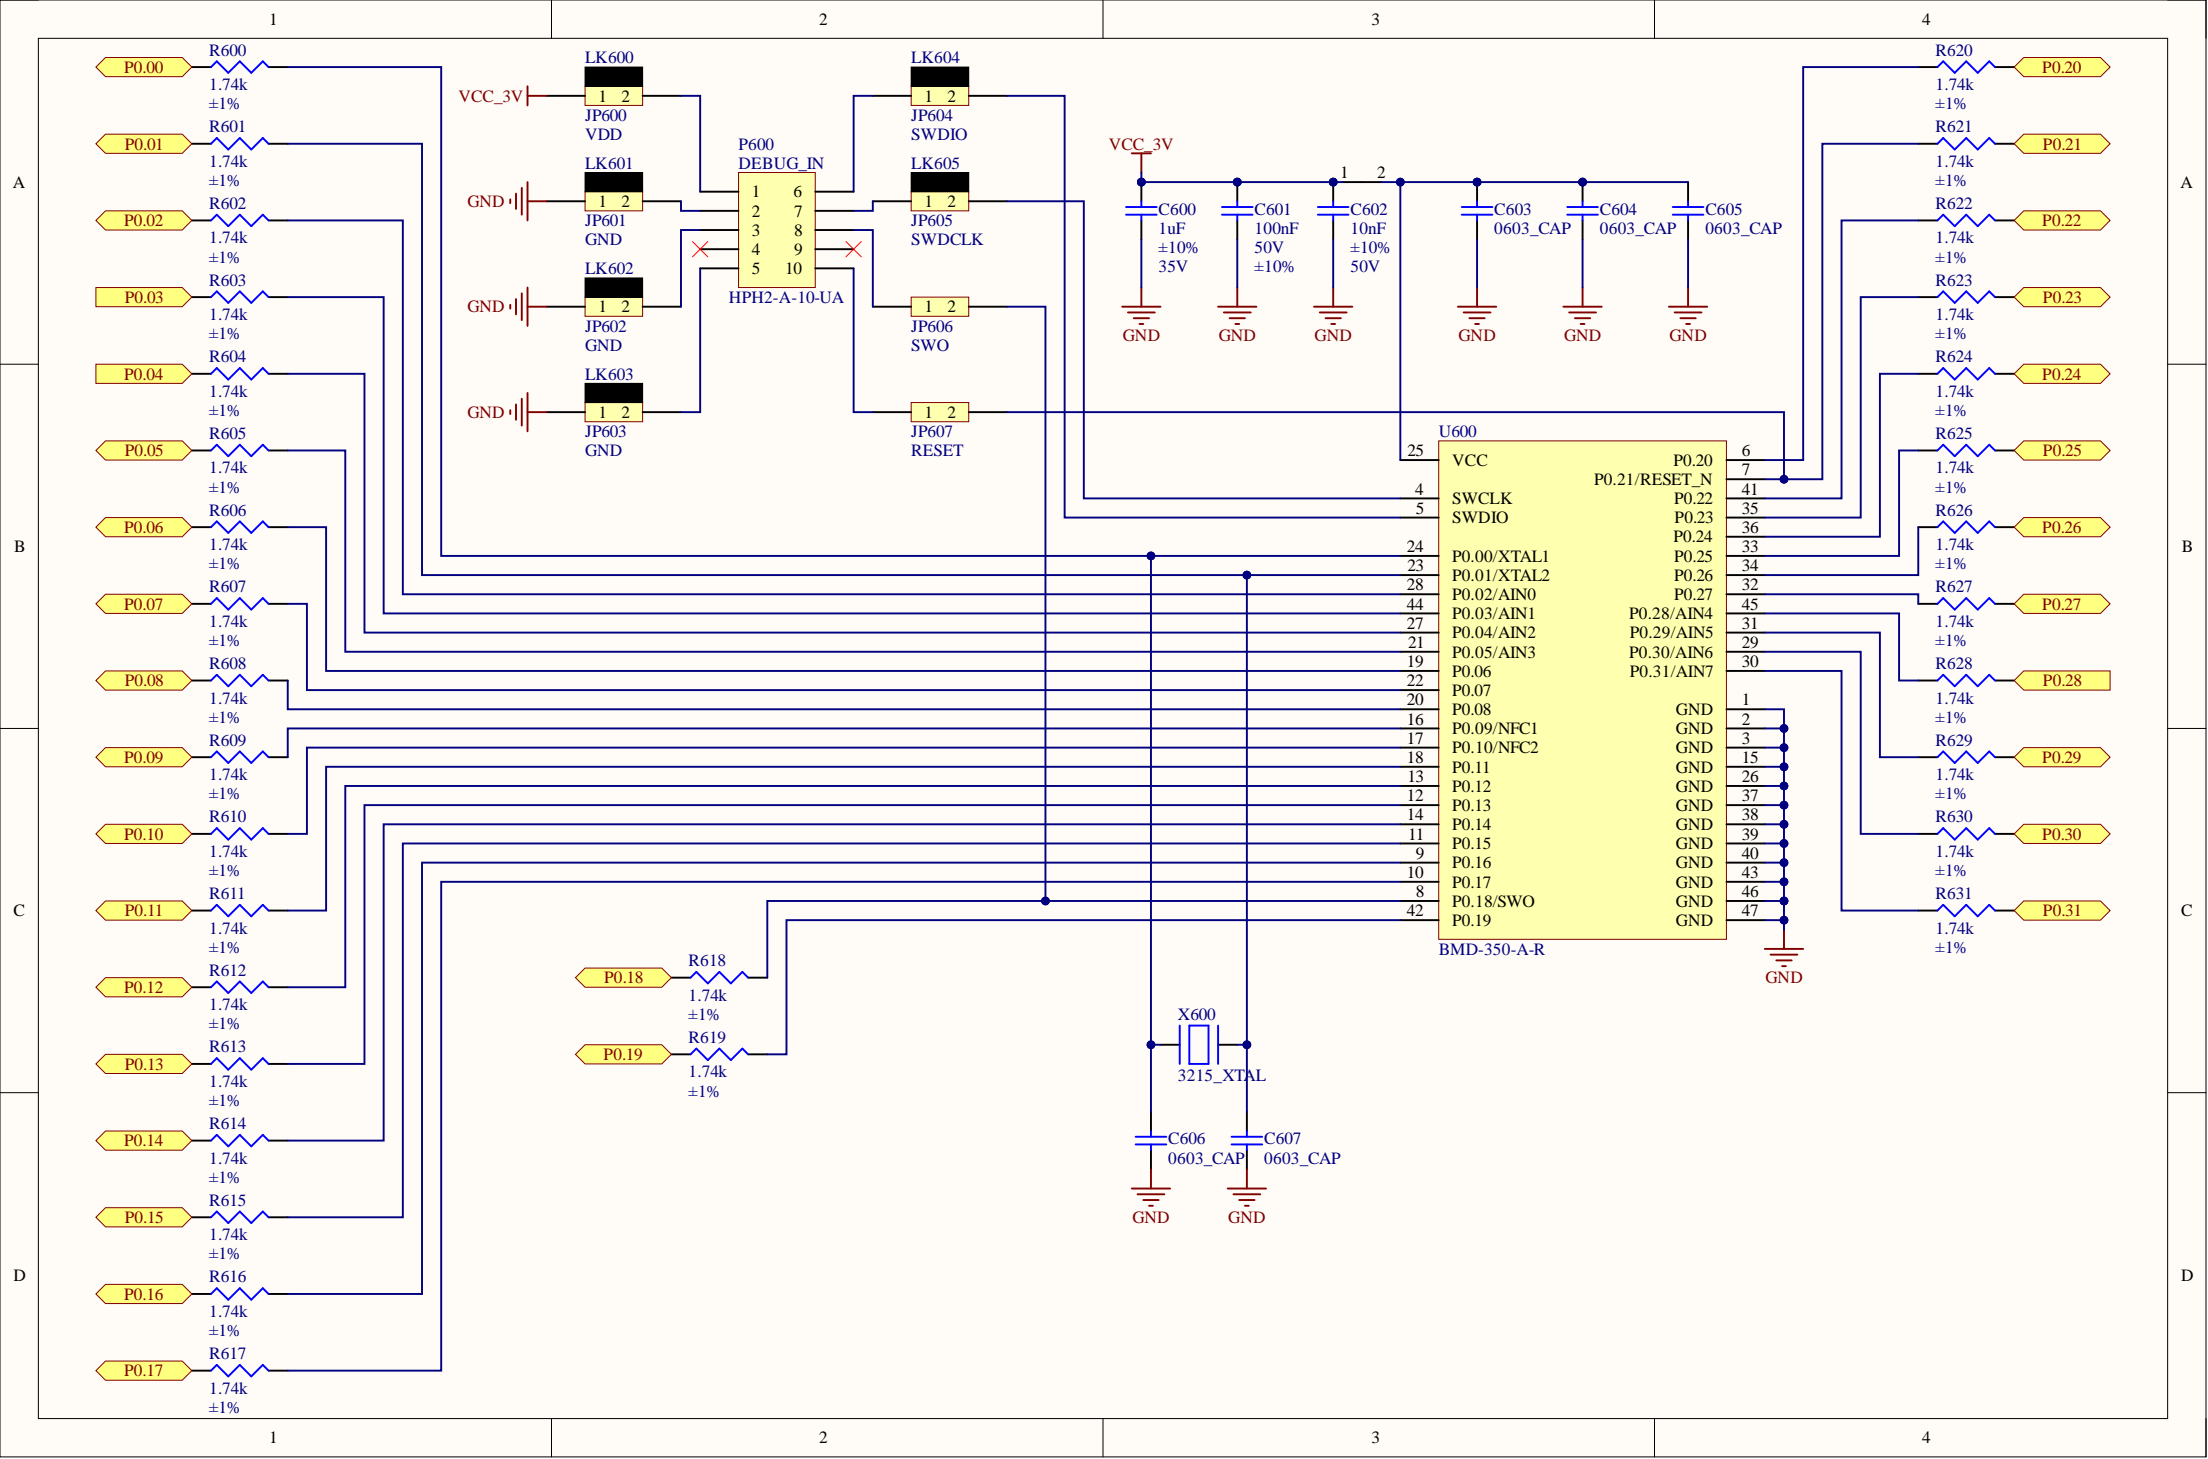 1 2 3 4
A B C D
P0.00 R600 1.74k ±1%
P0.01 R601 1.74k ±1%
P0.02 R602 1.74k ±1%
P0.03 R603 1.74k ±1%
P0.04 R604 1.74k ±1%
P0.05 R605 1.74k ±1%
P0.06 R606 1.74k ±1%
P0.07 R607 1.74k ±1%
P0.08 R608 1.74k ±1%
P0.09 R609 1.74k ±1%
P0.10 R610 1.74k ±1%
P0.11 R611 1.74k ±1%
P0.12 R612 1.74k ±1%
P0.13 R613 1.74k ±1%
P0.14 R614 1.74k ±1%
P0.15 R615 1.74k ±1%
P0.16 R616 1.74k ±1%
P0.17 R617 1.74k ±1%
LK600
VCC_3V 1 2
JP600
VDD
LK601
GND 1 2
JP601
GND
LK602
GND 1 2
JP602
GND
LK603
GND 1 2
JP603
GND
P600
DEBUG_IN
1 6
2 7
3 8
4 9
5 10
HPH2-A-10-UA
LK604
1 2
JP604
SWDIO
LK605
1 2
JP605
SWDCLK
1 2
JP606
SWO
1 2
JP607
RESET
P0.18 R618 1.74k ±1%
P0.19 R619 1.74k ±1%
VCC_3V
1 2
C600 1uF ±10% 35V GND
C601 100nF 50V ±10% GND
C602 10nF ±10% 50V GND
C603 0603_CAP GND
C604 0603_CAP GND
C605 0603_CAP GND
U600
25 VCC
4 SWCLK
5 SWDIO
24 P0.00/XTAL1
23 P0.01/XTAL2
28 P0.02/AIN0
44 P0.03/AIN1
27 P0.04/AIN2
21 P0.05/AIN3
19 P0.06
22 P0.07
20 P0.08
16 P0.09/NFC1
17 P0.10/NFC2
18 P0.11
13 P0.12
12 P0.13
14 P0.14
11 P0.15
9 P0.16
10 P0.17
8 P0.18/SWO
42 P0.19
P0.20 6
P0.21/RESET_N 7
P0.22 41
P0.23 35
P0.24 36
P0.25 33
P0.26 34
P0.27 32
P0.28/AIN4 45
P0.29/AIN5 31
P0.30/AIN6 29
P0.31/AIN7 30
GND 1
GND 2
GND 3
GND 15
GND 26
GND 37
GND 38
GND 39
GND 40
GND 43
GND 46
GND 47
GND
BMD-350-A-R
X600
3215_XTAL
C606 0603_CAP GND
C607 0603_CAP GND
R620 1.74k ±1% P0.20
R621 1.74k ±1% P0.21
R622 1.74k ±1% P0.22
R623 1.74k ±1% P0.23
R624 1.74k ±1% P0.24
R625 1.74k ±1% P0.25
R626 1.74k ±1% P0.26
R627 1.74k ±1% P0.27
R628 1.74k ±1% P0.28
R629 1.74k ±1% P0.29
R630 1.74k ±1% P0.30
R631 1.74k ±1% P0.31
A B C D
1 2 3 4